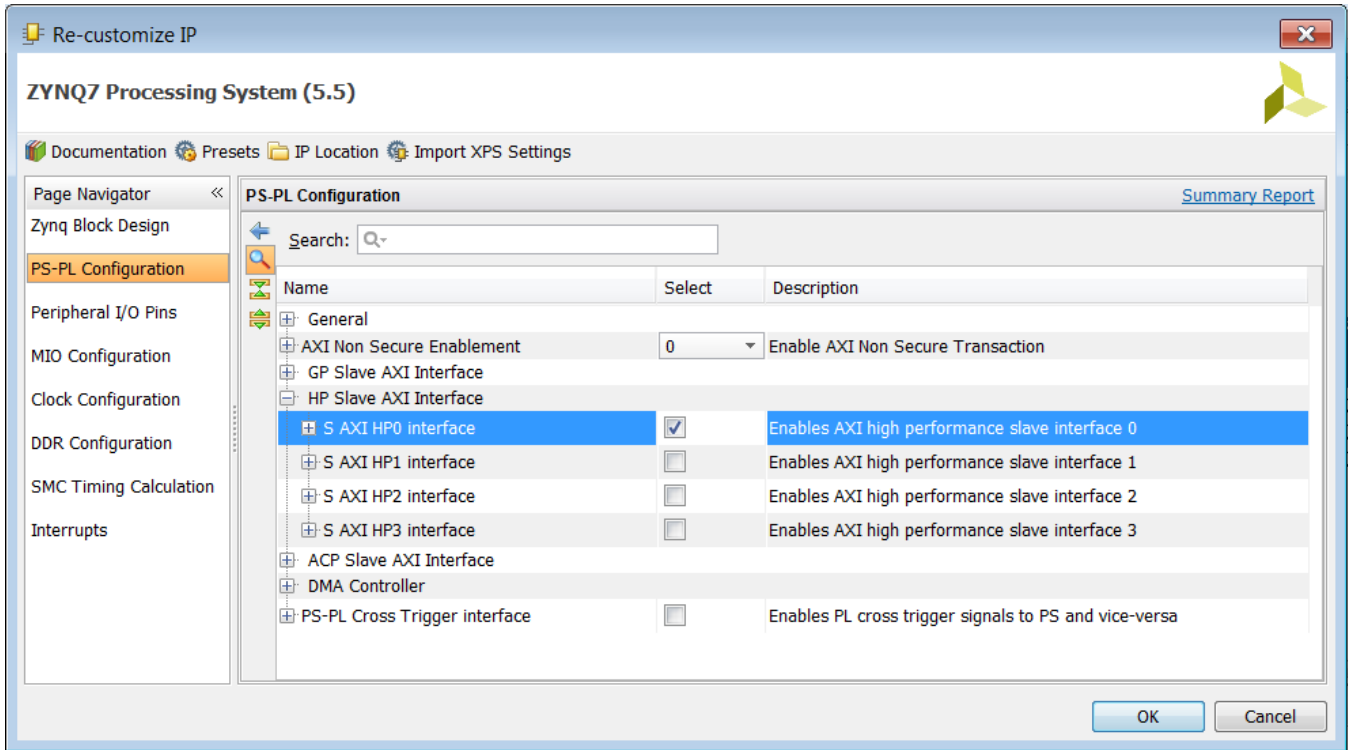 Re-customize IP
ZYNQ7 Processing System (5.5)
Documentation Presets IP Location Import XPS Settings
Page Navigator «
Zynq Block Design
PS-PL Configuration
Peripheral I/O Pins
MIO Configuration
Clock Configuration
DDR Configuration
SMC Timing Calculation
Interrupts
PS-PL Configuration Summary Report
Search:
Name Select Description
General
AXI Non Secure Enablement 0 Enable AXI Non Secure Transaction
GP Slave AXI Interface
HP Slave AXI Interface
S AXI HP0 interface Enables AXI high performance slave interface 0
S AXI HP1 interface Enables AXI high performance slave interface 1
S AXI HP2 interface Enables AXI high performance slave interface 2
S AXI HP3 interface Enables AXI high performance slave interface 3
ACP Slave AXI Interface
DMA Controller
PS-PL Cross Trigger interface Enables PL cross trigger signals to PS and vice-versa
OK Cancel